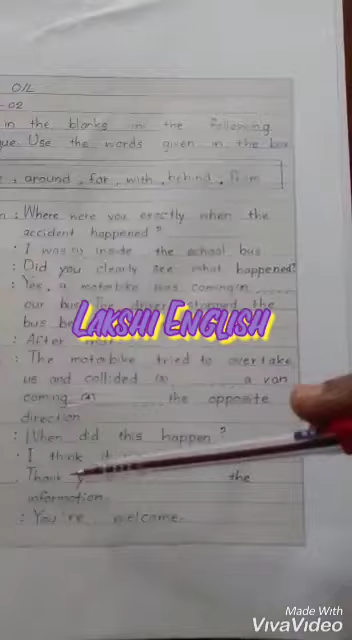 O/L
-02
in the blanks in the following
gue. Use the words given in the box
, around, for, with, behind, from
: Where were you exactly when the
accident happened?
: I was inside the school bus
: Did you clearly see what happened?
: Yes, a motorbike was coming
our bus. The driver stopped the
bus
LAKSHI ENGLISH
: After
: The motorbike tried to overtake
us and collided a van
coming the opposite
direction
: When did this happen?
: I think
Thank the
information.
: You're welcome.
Made With
VivaVideo